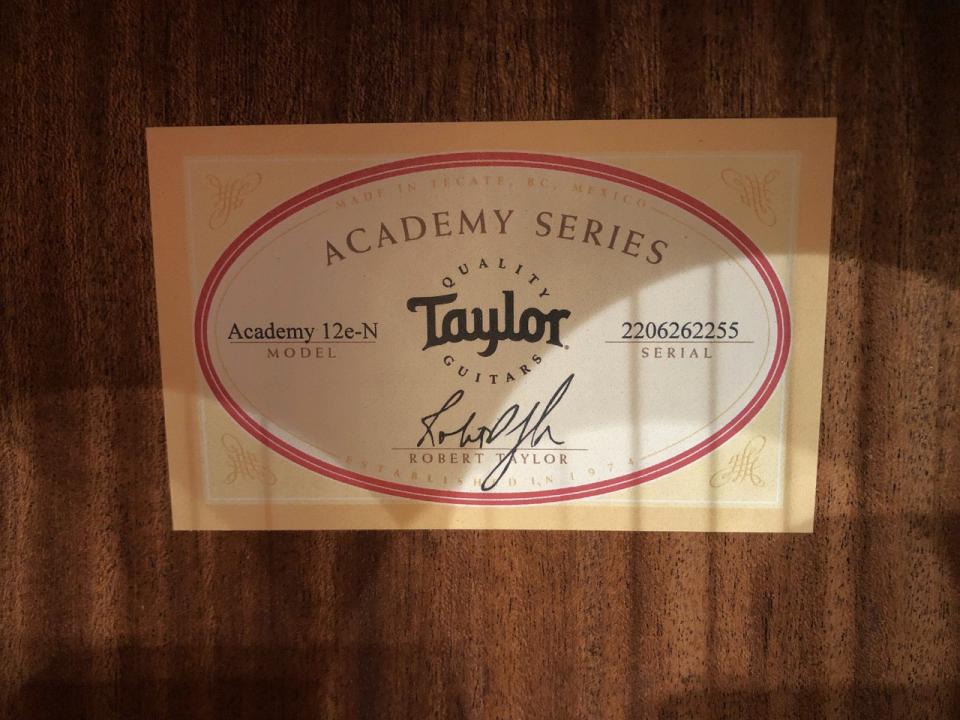 MADE IN TECATE, BC, MEXICO
ACADEMY SERIES
QUALITY
Taylor
GUITARS
Academy 12e-N
MODEL
2206262255
SERIAL
ROBERT TAYLOR
ESTABLISHED IN 1974